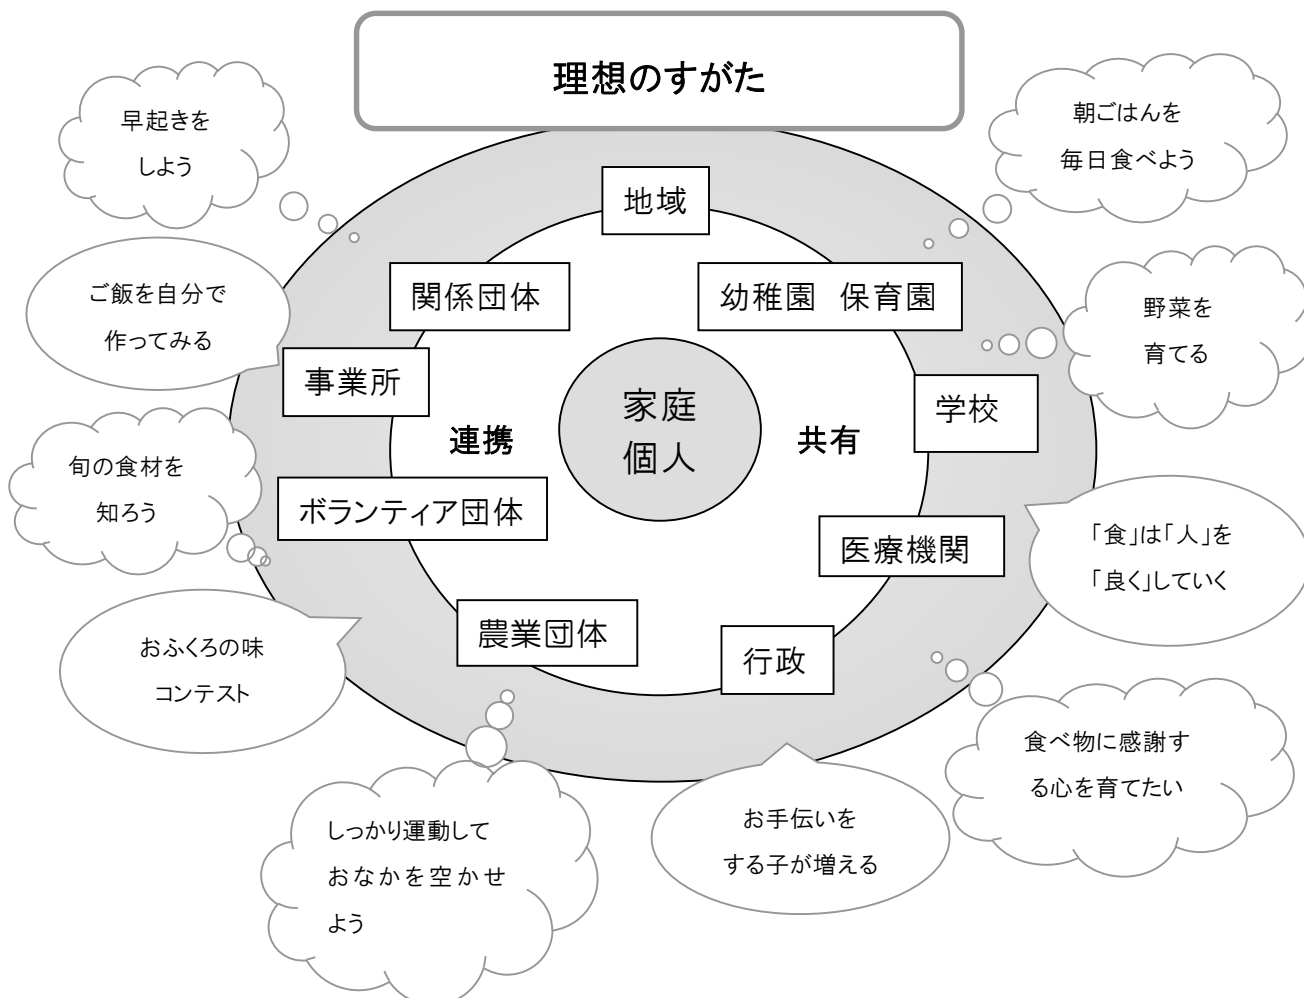 理想のすがた
早起きを
しよう
朝ごはんを
毎日食べよう
地域
関係団体
幼稚園 保育園
ご飯を自分で
作ってみる
野菜を
育てる
事業所
学校
家庭
個人
連携
共有
旬の食材を
知ろう
ボランティア団体
医療機関
「食」は「人」を
「良く」していく
農業団体
行政
おふくろの味
コンテスト
食べ物に感謝す
る心を育てたい
お手伝いを
する子が増える
しっかり運動して
おなかを空かせ
よう